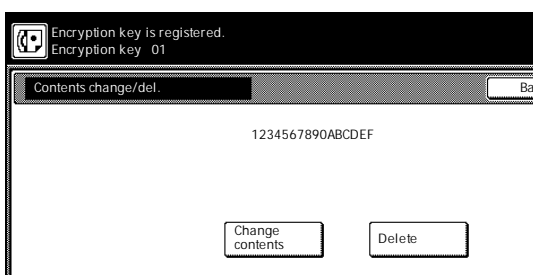 Encryption key is registered.
Encryption key 01
Contents change/del.
Ba
1234567890ABCDEF
Change
contents
Delete